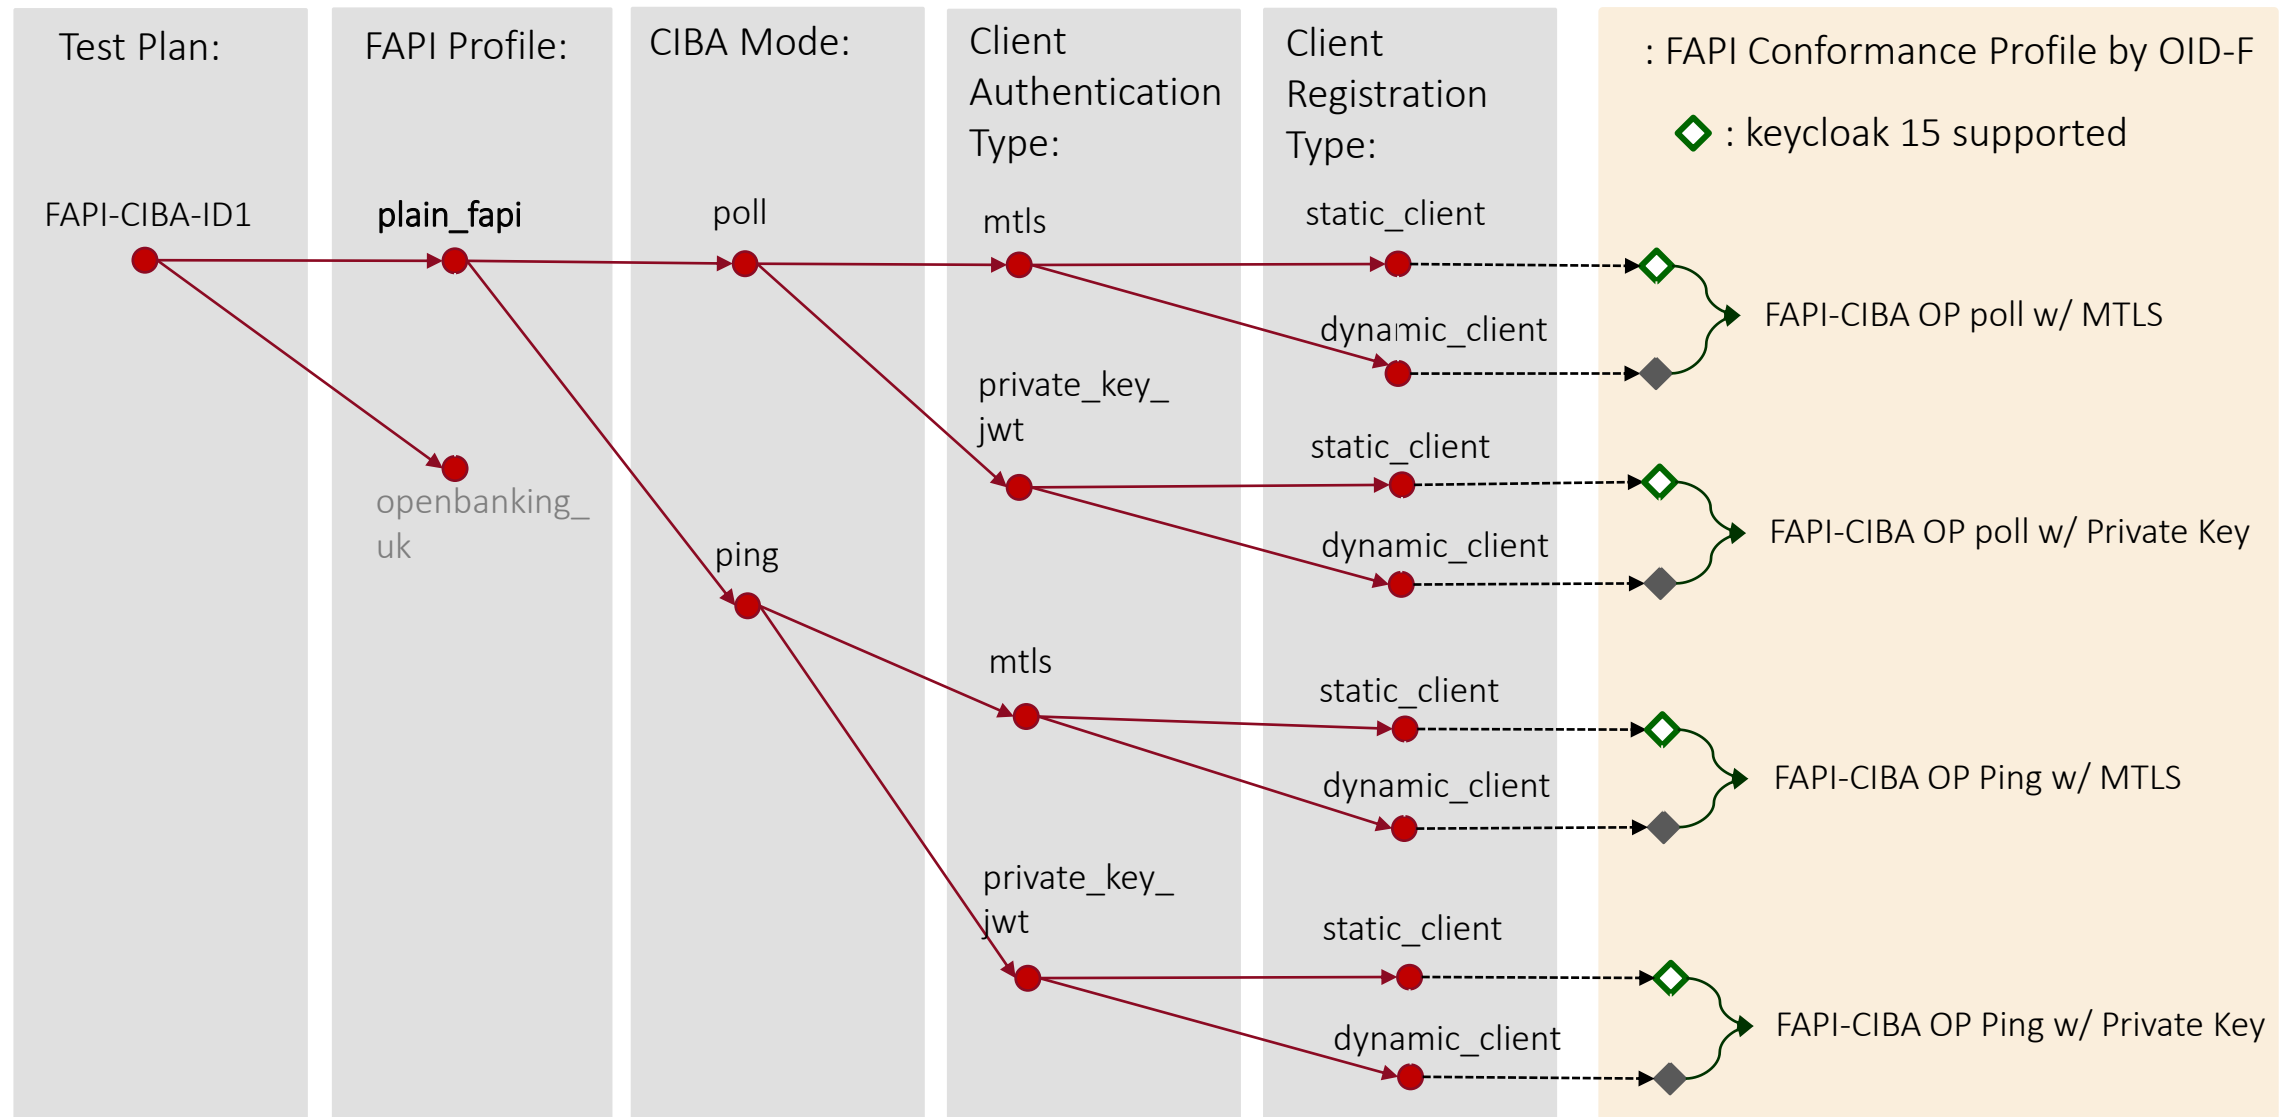 Test Plan:
FAPI Profile:
CIBA Mode:
Client
Authentication
Type:
Client
Registration
Type:
: FAPI Conformance Profile by OID-F
: keycloak 15 supported
FAPI-CIBA-ID1
plain_fapi
poll
mtls
static_client
dynamic_client
FAPI-CIBA OP poll w/ MTLS
private_key_
jwt
static_client
dynamic_client
FAPI-CIBA OP poll w/ Private Key
openbanking_
uk
ping
mtls
static_client
dynamic_client
FAPI-CIBA OP Ping w/ MTLS
private_key_
jwt
static_client
dynamic_client
FAPI-CIBA OP Ping w/ Private Key